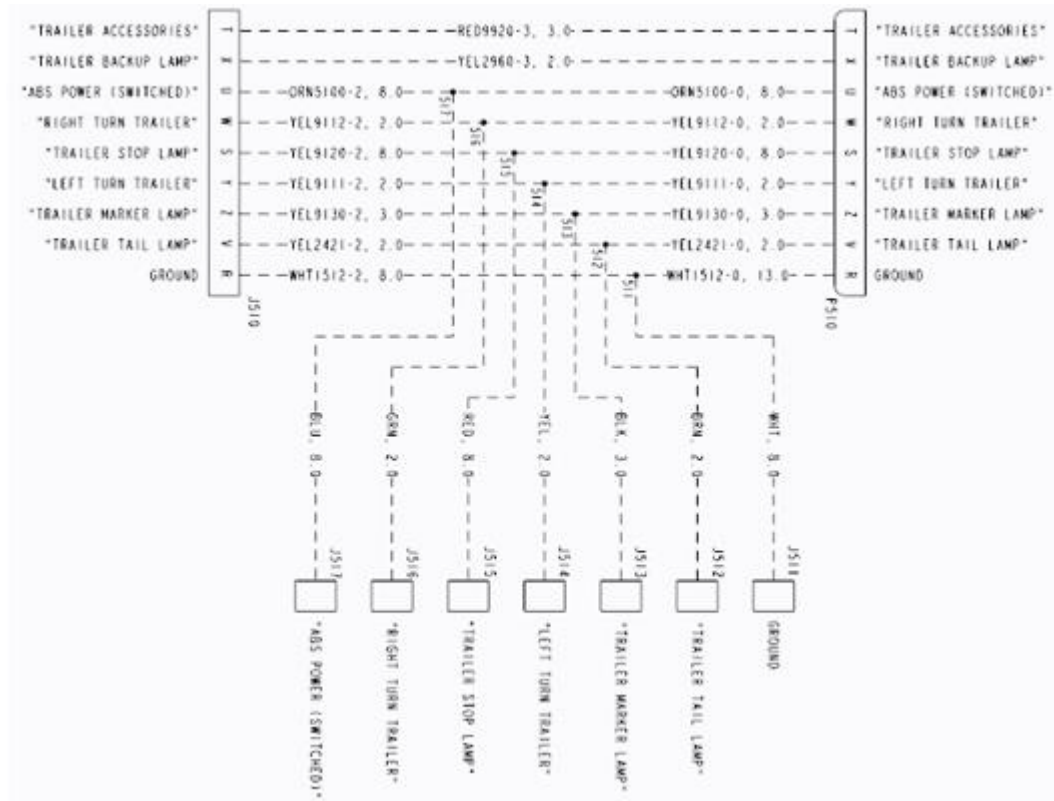 "TRAILER ACCESSORIES" T RED9920-3, 3.0 T "TRAILER ACCESSORIES"
"TRAILER BACKUP LAMP" X YEL2960-3, 2.0 X "TRAILER BACKUP LAMP"
"ABS POWER (SWITCHED)" U ORN5100-2, 8.0 ORN5100-0, 8.0 U "ABS POWER (SWITCHED)"
"RIGHT TURN TRAILER" W YEL9112-2, 2.0 YEL9112-0, 2.0 W "RIGHT TURN TRAILER"
"TRAILER STOP LAMP" S YEL9120-2, 8.0 YEL9120-0, 8.0 S "TRAILER STOP LAMP"
"LEFT TURN TRAILER" Y YEL9111-2, 2.0 YEL9111-0, 2.0 Y "LEFT TURN TRAILER"
"TRAILER MARKER LAMP" Z YEL9130-2, 3.0 YEL9130-0, 3.0 Z "TRAILER MARKER LAMP"
"TRAILER TAIL LAMP" V YEL2421-2, 2.0 YEL2421-0, 2.0 V "TRAILER TAIL LAMP"
GROUND R WHT1512-2, 8.0 WHT1512-0, 13.0 R GROUND
517
516
515
514
513
512
511
J510
P510
BLU, 8.0
GRN, 2.0
RED, 8.0
YEL, 2.0
BLK, 3.0
BRN, 2.0
WHT, 8.0
J517
J516
J515
J514
J513
J512
J511
"ABS POWER (SWITCHED)"
"RIGHT TURN TRAILER"
"TRAILER STOP LAMP"
"LEFT TURN TRAILER"
"TRAILER MARKER LAMP"
"TRAILER TAIL LAMP"
GROUND